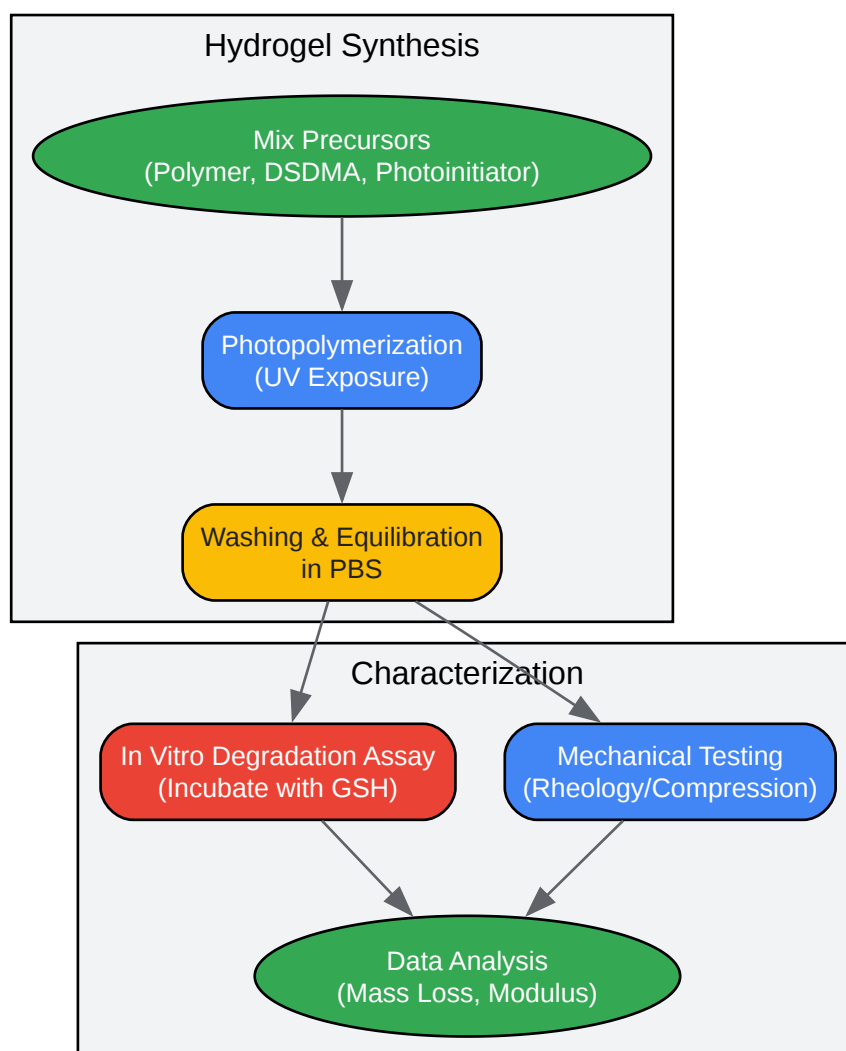 Hydrogel Synthesis
Mix Precursors
(Polymer, DSDMA, Photoinitiator)
Photopolymerization
(UV Exposure)
Washing & Equilibration
in PBS
Characterization
In Vitro Degradation Assay
(Incubate with GSH)
Mechanical Testing
(Rheology/Compression)
Data Analysis
(Mass Loss, Modulus)